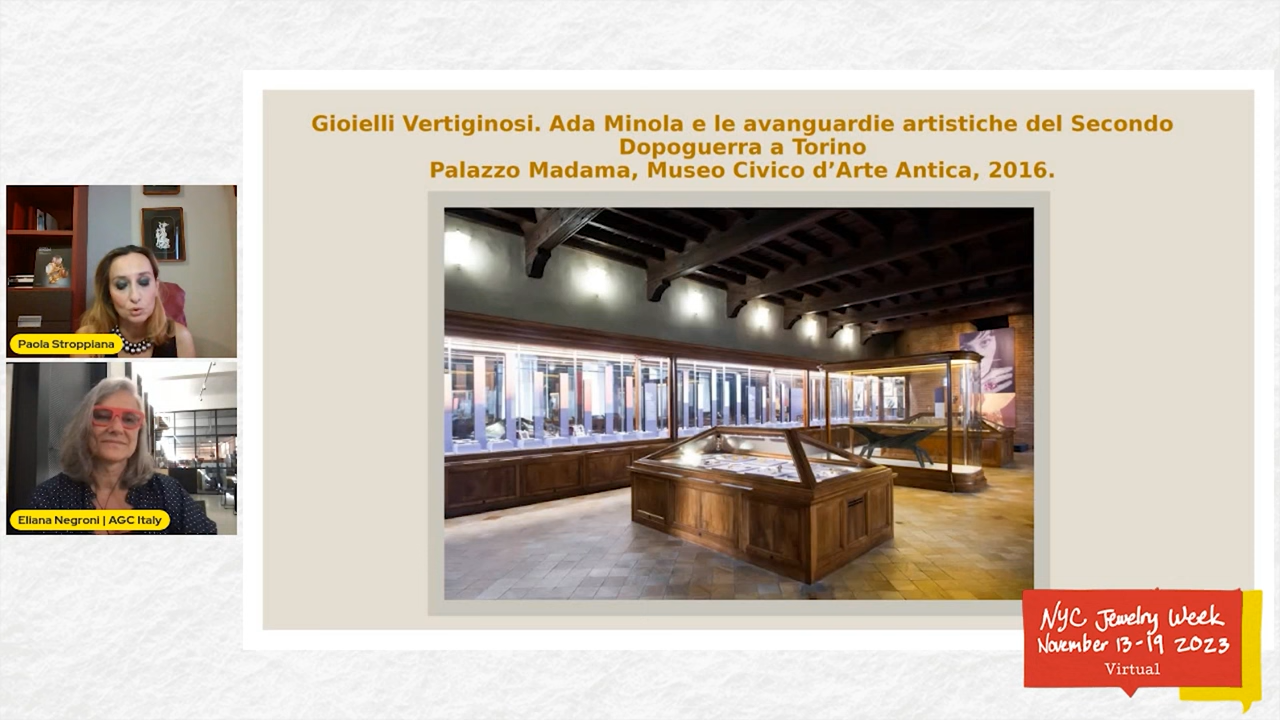 Gioielli Vertiginosi. Ada Minola e le avanguardie artistiche del Secondo
Dopoguerra a Torino
Palazzo Madama, Museo Civico d’Arte Antica, 2016.
Paola Stroppiana
Eliana Negroni | AGC Italy
NYC Jewelry Week
November 13-19 2023
Virtual